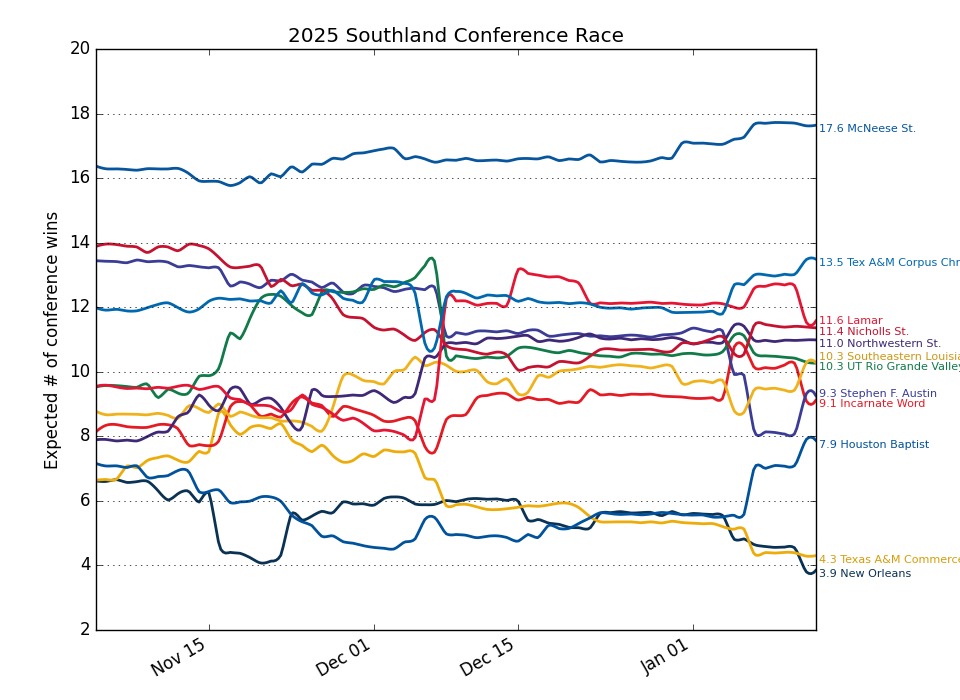 2025 Southland Conference Race
Expected # of conference wins
20
18
16
14
12
10
8
6
4
2
Nov 15
Dec 01
Dec 15
Jan 01
17.6 McNeese St.
13.5 Tex A&M Corpus Chr
11.6 Lamar
11.4 Nicholls St.
11.0 Northwestern St.
10.3 Southeastern Louisia
10.3 UT Rio Grande Valley
9.3 Stephen F. Austin
9.1 Incarnate Word
7.9 Houston Baptist
4.3 Texas A&M Commerce
3.9 New Orleans